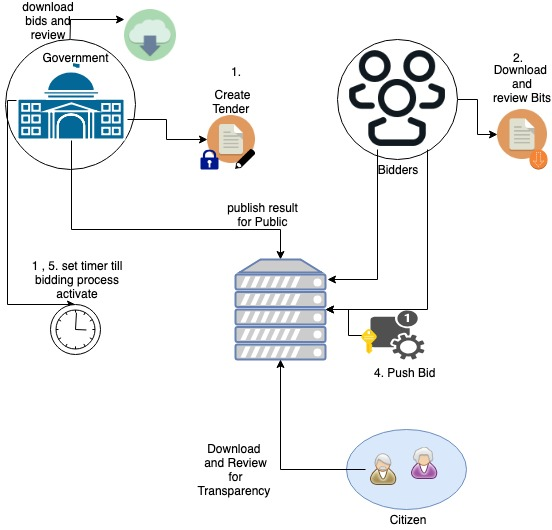 download
bids and
review
Government
1.
Create
Tender
2.
Download
and
review Bits
Bidders
publish result
for Public
1 , 5. set timer till
bidding process
activate
1
4. Push Bid
Download
and Review
for
Transparency
Citizen